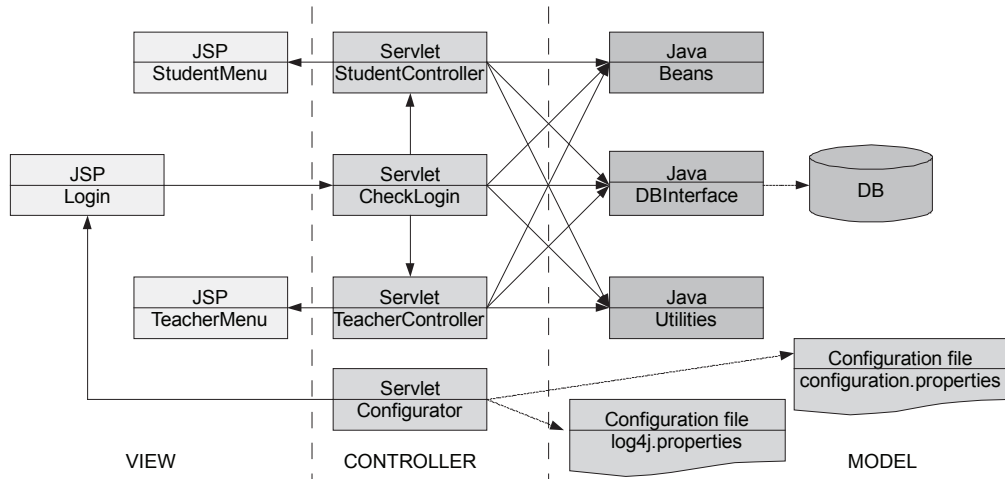 JSP
StudentMenu
Servlet
StudentController
Java
Beans
JSP
Login
Servlet
CheckLogin
Java
DBInterface
DB
JSP
TeacherMenu
Servlet
TeacherController
Java
Utilities
Servlet
Configurator
Configuration file
configuration.properties
Configuration file
log4j.properties
VIEW
CONTROLLER
MODEL